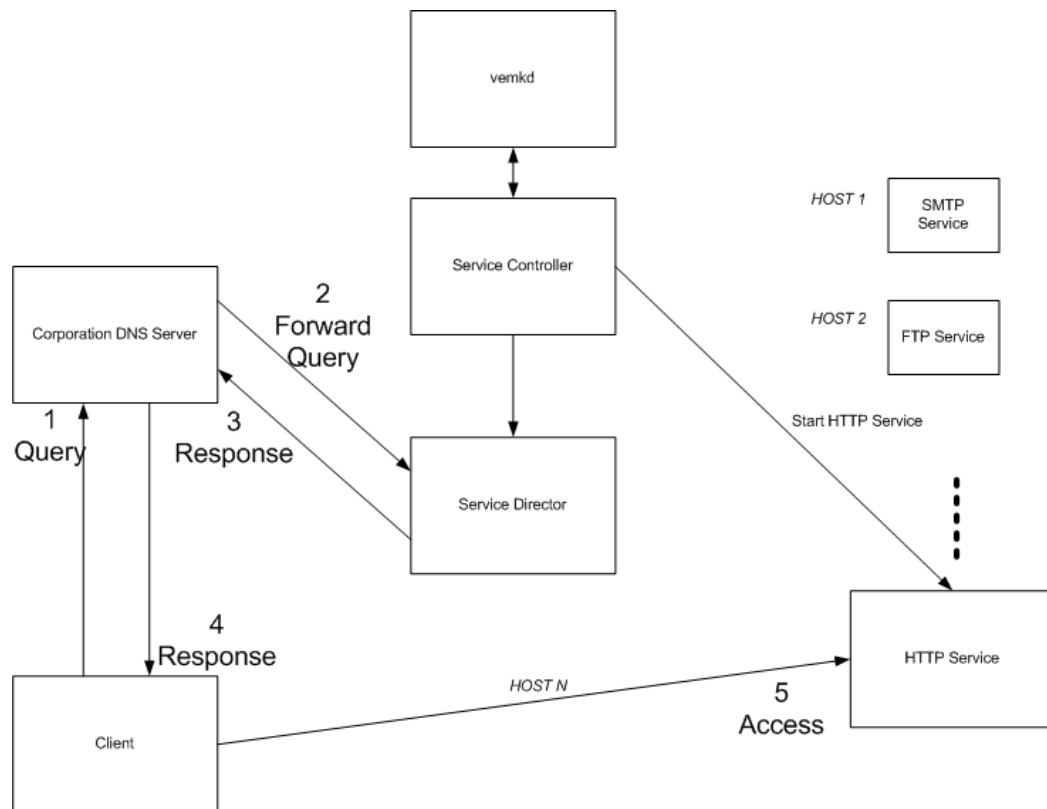 vemkd
HOST 1
SMTP
Service
Service Controller
Corporation DNS Server
2
Forward
Query
HOST 2
FTP Service
1
Query
3
Response
Start HTTP Service
Service Director
4
Response
HTTP Service
HOST N
5
Access
Client